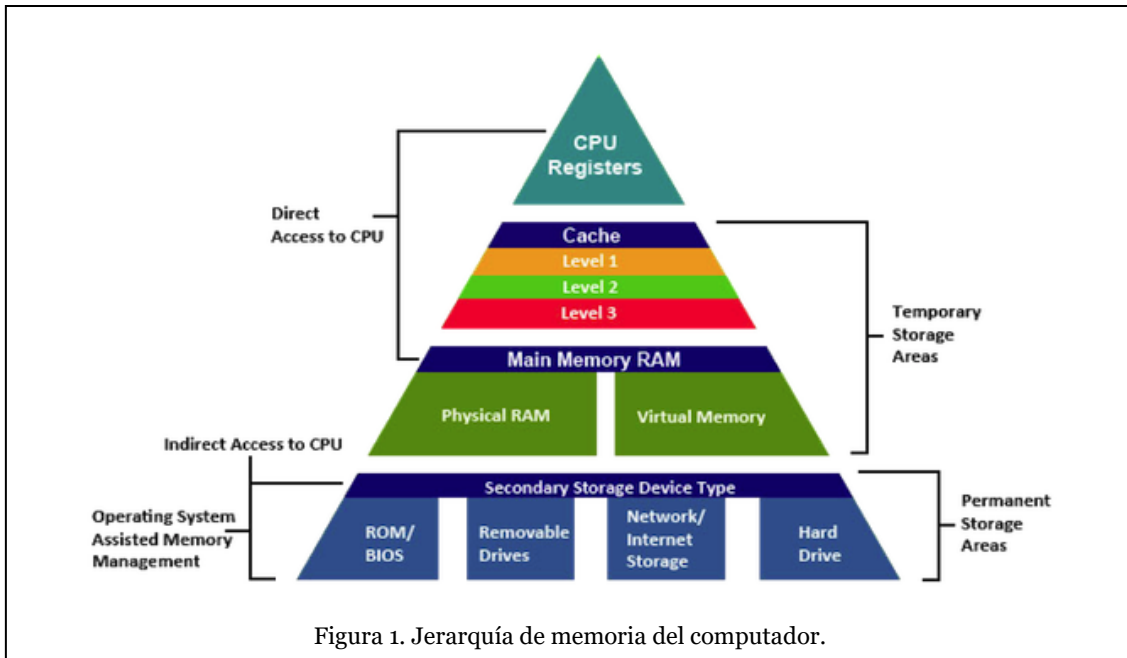 CPU
Registers
Direct
Access to CPU
Cache
Level 1
Level 2
Level 3
Temporary
Storage
Areas
Main Memory RAM
Physical RAM
Virtual Memory
Indirect Access to CPU
Secondary Storage Device Type
Operating System
Assisted Memory
Management
ROM/
BIOS
Removable
Drives
Network/
Internet
Storage
Hard
Drive
Permanent
Storage
Areas
Figura 1. Jerarquía de memoria del computador.